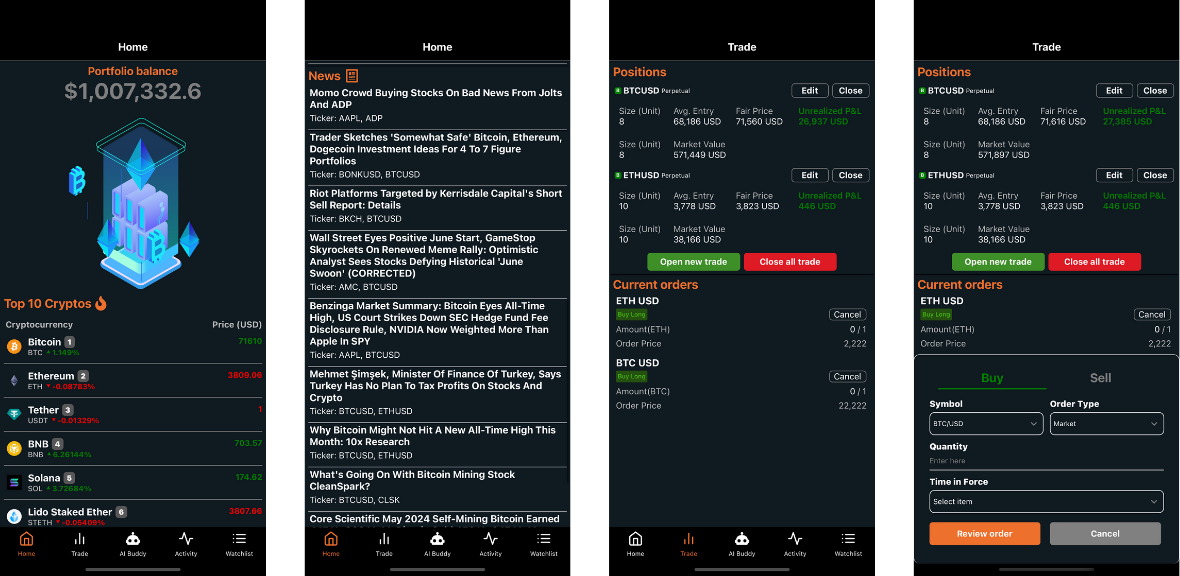 Home
Portfolio balance
$1,007,332.6
Top 10 Cryptos
Cryptocurrency Price (USD)
Bitcoin 1 71610
BTC 1.149%
Ethereum 2 3809.06
ETH -0.08763%
Tether 3 1
USDT -0.01329%
BNB 4 703.57
BNB 6.26144%
Solana 5 174.62
SOL 3.72684%
Lido Staked Ether 6 3807.66
STETH -0.06409%
Home Trade AI Buddy Activity Watchlist
Home
News
Momo Crowd Buying Stocks On Bad News From Jolts
And ADP
Ticker: AAPL, ADP
Trader Sketches 'Somewhat Safe' Bitcoin, Ethereum,
Dogecoin Investment Ideas For 4 To 7 Figure
Portfolios
Ticker: BONKUSD, BTCUSD
Riot Platforms Targeted by Kerrisdale Capital's Short
Sell Report: Details
Ticker: BKCH, BTCUSD
Wall Street Eyes Positive June Start, GameStop
Skyrockets On Renewed Meme Rally: Optimistic
Analyst Sees Stocks Defying Historical 'June
Swoon' (CORRECTED)
Ticker: AMC, BTCUSD
Benzinga Market Summary: Bitcoin Eyes All-Time
High, US Court Strikes Down SEC Hedge Fund Fee
Disclosure Rule, NVIDIA Now Weighted More Than
Apple In SPY
Ticker: AAPL, BTCUSD
Mehmet Şimşek, Minister Of Finance Of Turkey, Says
Turkey Has No Plan To Tax Profits On Stocks And
Crypto
Ticker: BTCUSD, ETHUSD
Why Bitcoin Might Not Hit A New All-Time High This
Month: 10x Research
Ticker: BTCUSD, ETHUSD
What's Going On With Bitcoin Mining Stock
CleanSpark?
Ticker: BTCUSD, CLSK
Core Scientific May 2024 Self-Mining Bitcoin Earned
Home Trade AI Buddy Activity Watchlist
Trade
Positions
BTCUSD Perpetual Edit Close
Size (Unit) Avg. Entry Fair Price Unrealized P&L
8 68,186 USD 71,560 USD 26,937 USD
Size (Unit) Market Value
8 571,449 USD
ETHUSD Perpetual Edit Close
Size (Unit) Avg. Entry Fair Price Unrealized P&L
10 3,778 USD 3,823 USD 446 USD
Size (Unit) Market Value
10 38,166 USD
Open new trade Close all trade
Current orders
ETH USD
Buy Long Cancel
Amount(ETH) 0 / 1
Order Price 2,222
BTC USD
Buy Long Cancel
Amount(BTC) 0 / 1
Order Price 22,222
Home Trade AI Buddy Activity Watchlist
Trade
Positions
BTCUSD Perpetual Edit Close
Size (Unit) Avg. Entry Fair Price Unrealized P&L
8 68,186 USD 71,616 USD 27,385 USD
Size (Unit) Market Value
8 571,897 USD
ETHUSD Perpetual Edit Close
Size (Unit) Avg. Entry Fair Price Unrealized P&L
10 3,778 USD 3,823 USD 446 USD
Size (Unit) Market Value
10 38,166 USD
Open new trade Close all trade
Current orders
ETH USD
Buy Long Cancel
Amount(ETH) 0 / 1
Order Price 2,222
Buy Sell
Symbol Order Type
BTC/USD Market
Quantity
Enter here
Time in Force
Select item
Review order Cancel